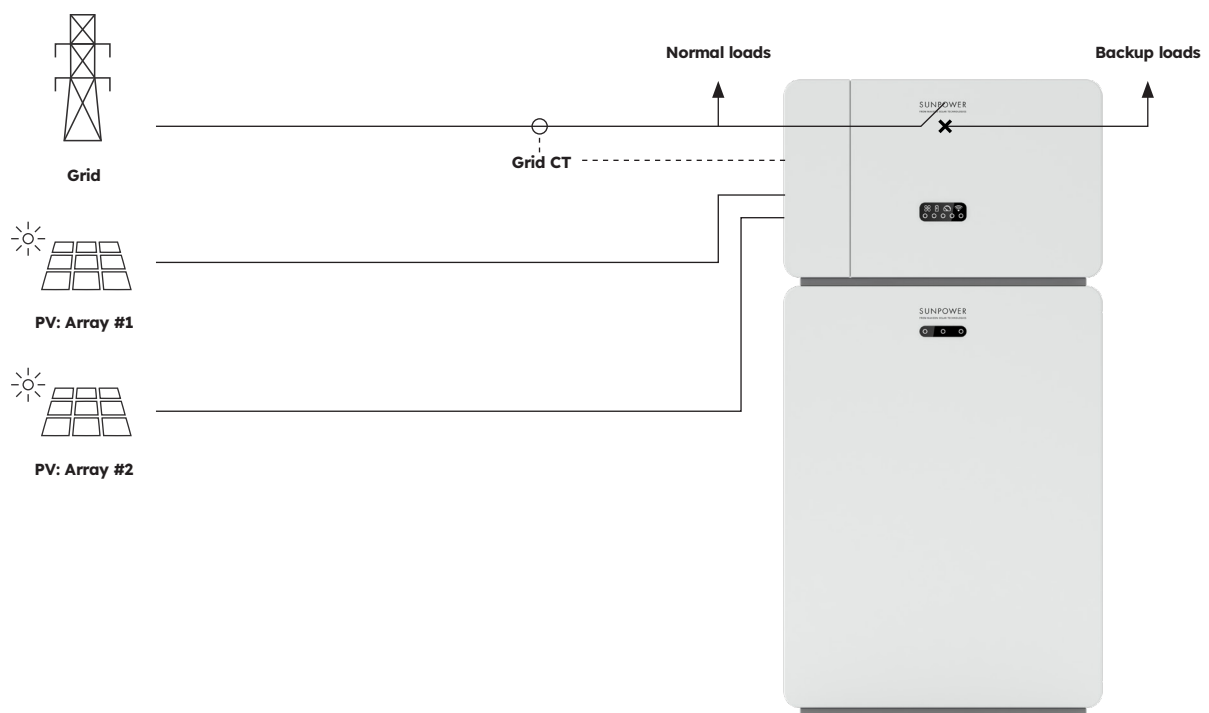 Normal loads
Backup loads
SUNPOWER
Grid CT
Grid
PV: Array #1
SUNPOWER
PV: Array #2